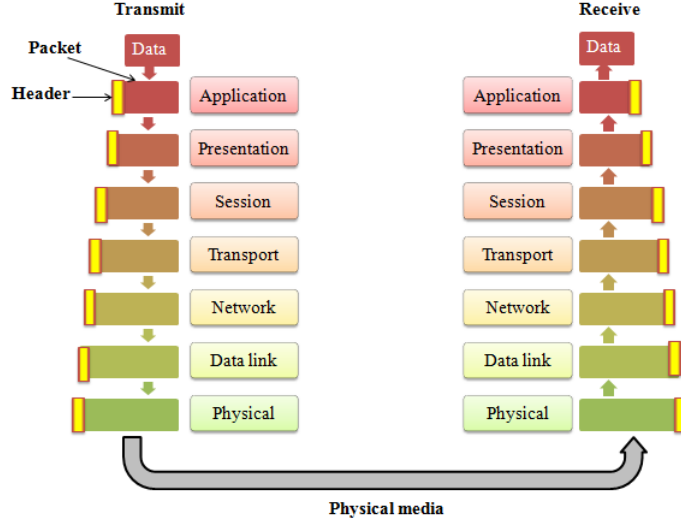 Transmit
Receive
Packet
Data
Data
Header
Application
Application
Presentation
Presentation
Session
Session
Transport
Transport
Network
Network
Data link
Data link
Physical
Physical
Physical media